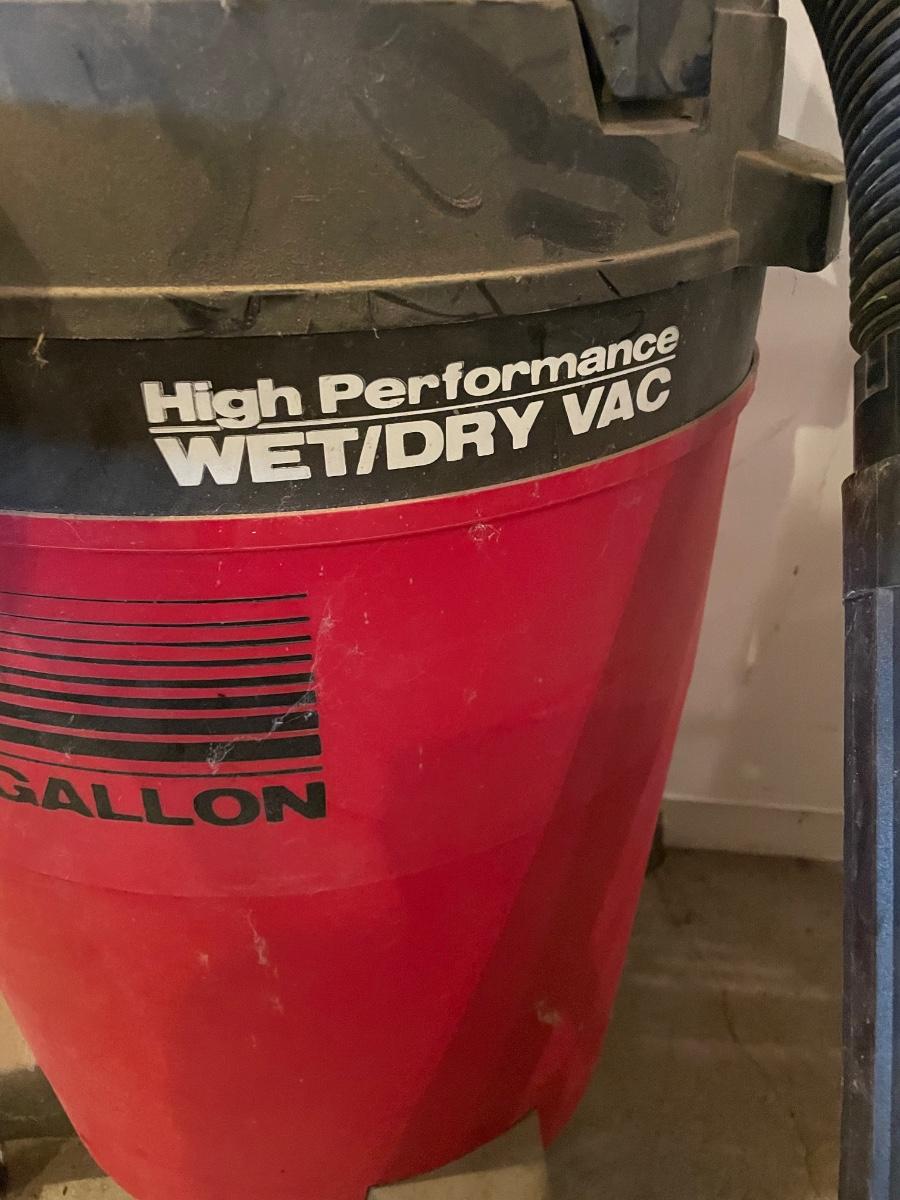 High Performance
WET/DRY VAC
GALLON